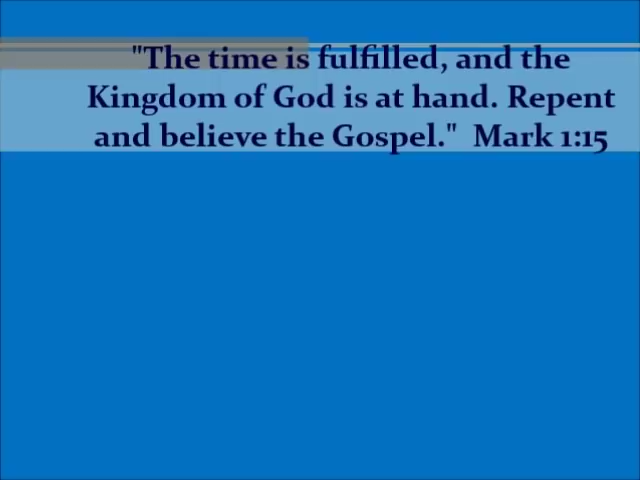 "The time is fulfilled, and the
Kingdom of God is at hand. Repent
and believe the Gospel."  Mark 1:15